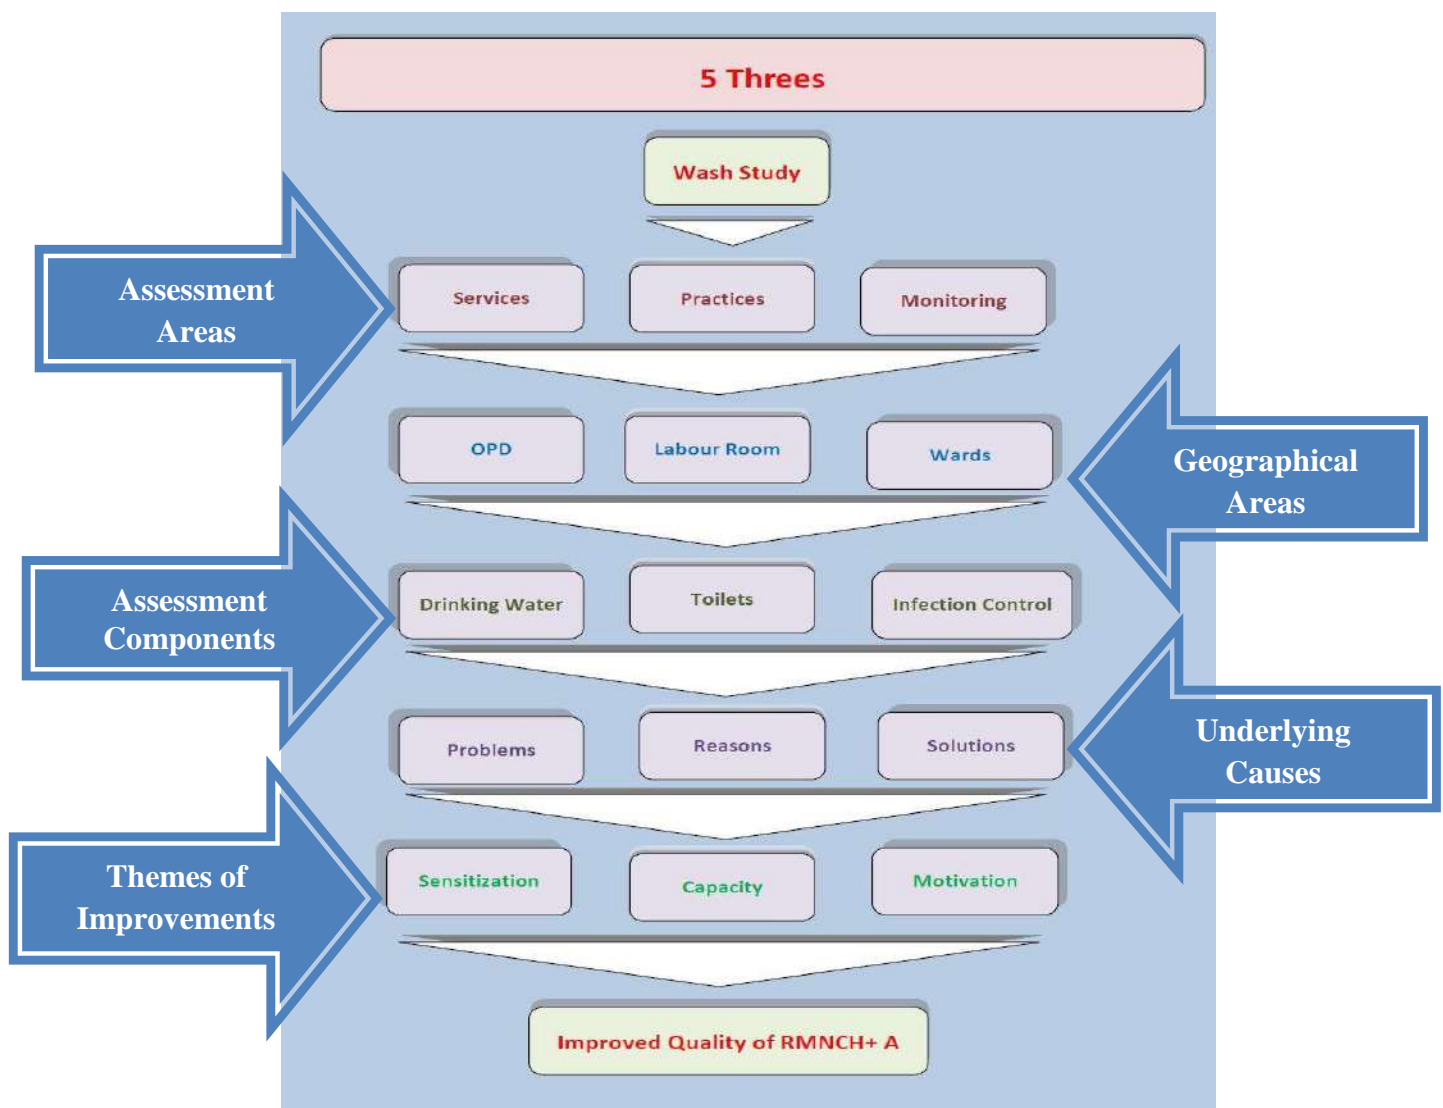 5 Threes
Wash Study
Assessment
Areas
Services
Practices
Monitoring
OPD
Labour Room
Wards
Geographical
Areas
Assessment
Components
Drinking Water
Toilets
Infection Control
Problems
Reasons
Solutions
Underlying
Causes
Themes of
Improvements
Sensitization
Capacity
Motivation
Improved Quality of RMNCH+ A